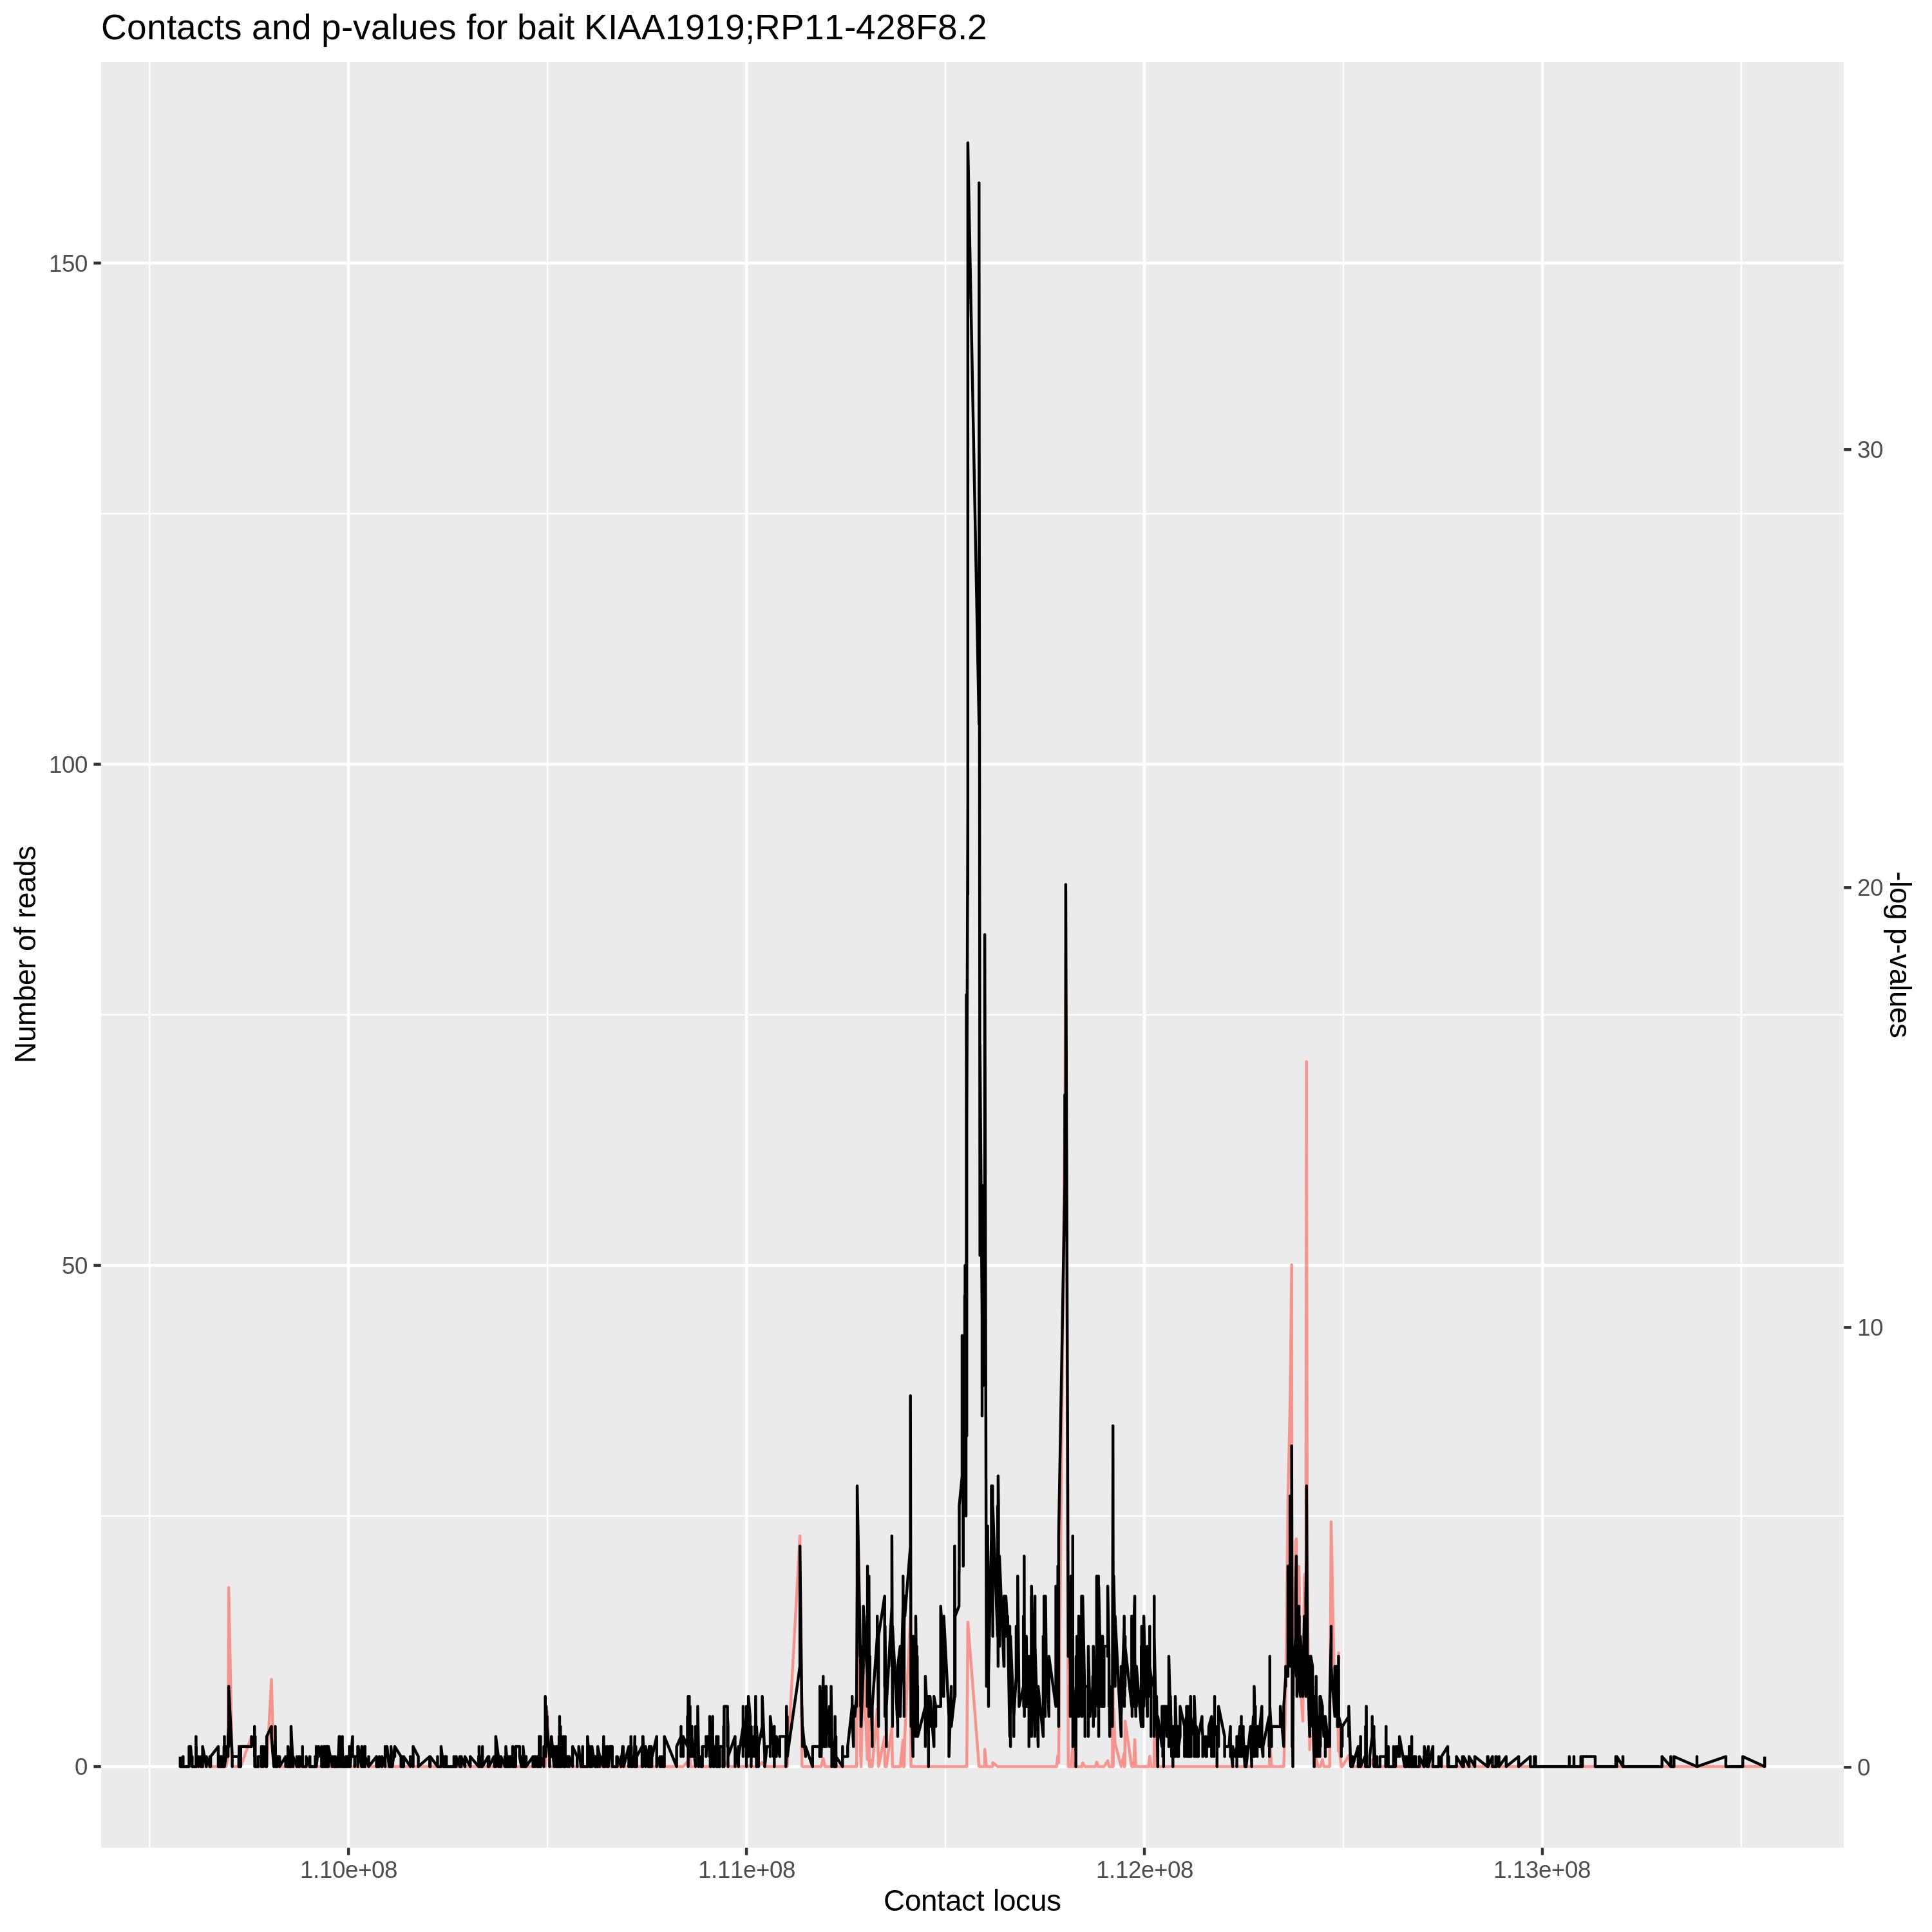 Contacts and p-values for bait KIAA1919;RP11-428F8.2
150
100
50
0
Number of reads
30
20
10
0
-log p-values
1.10e+08 1.11e+08 1.12e+08 1.13e+08
Contact locus